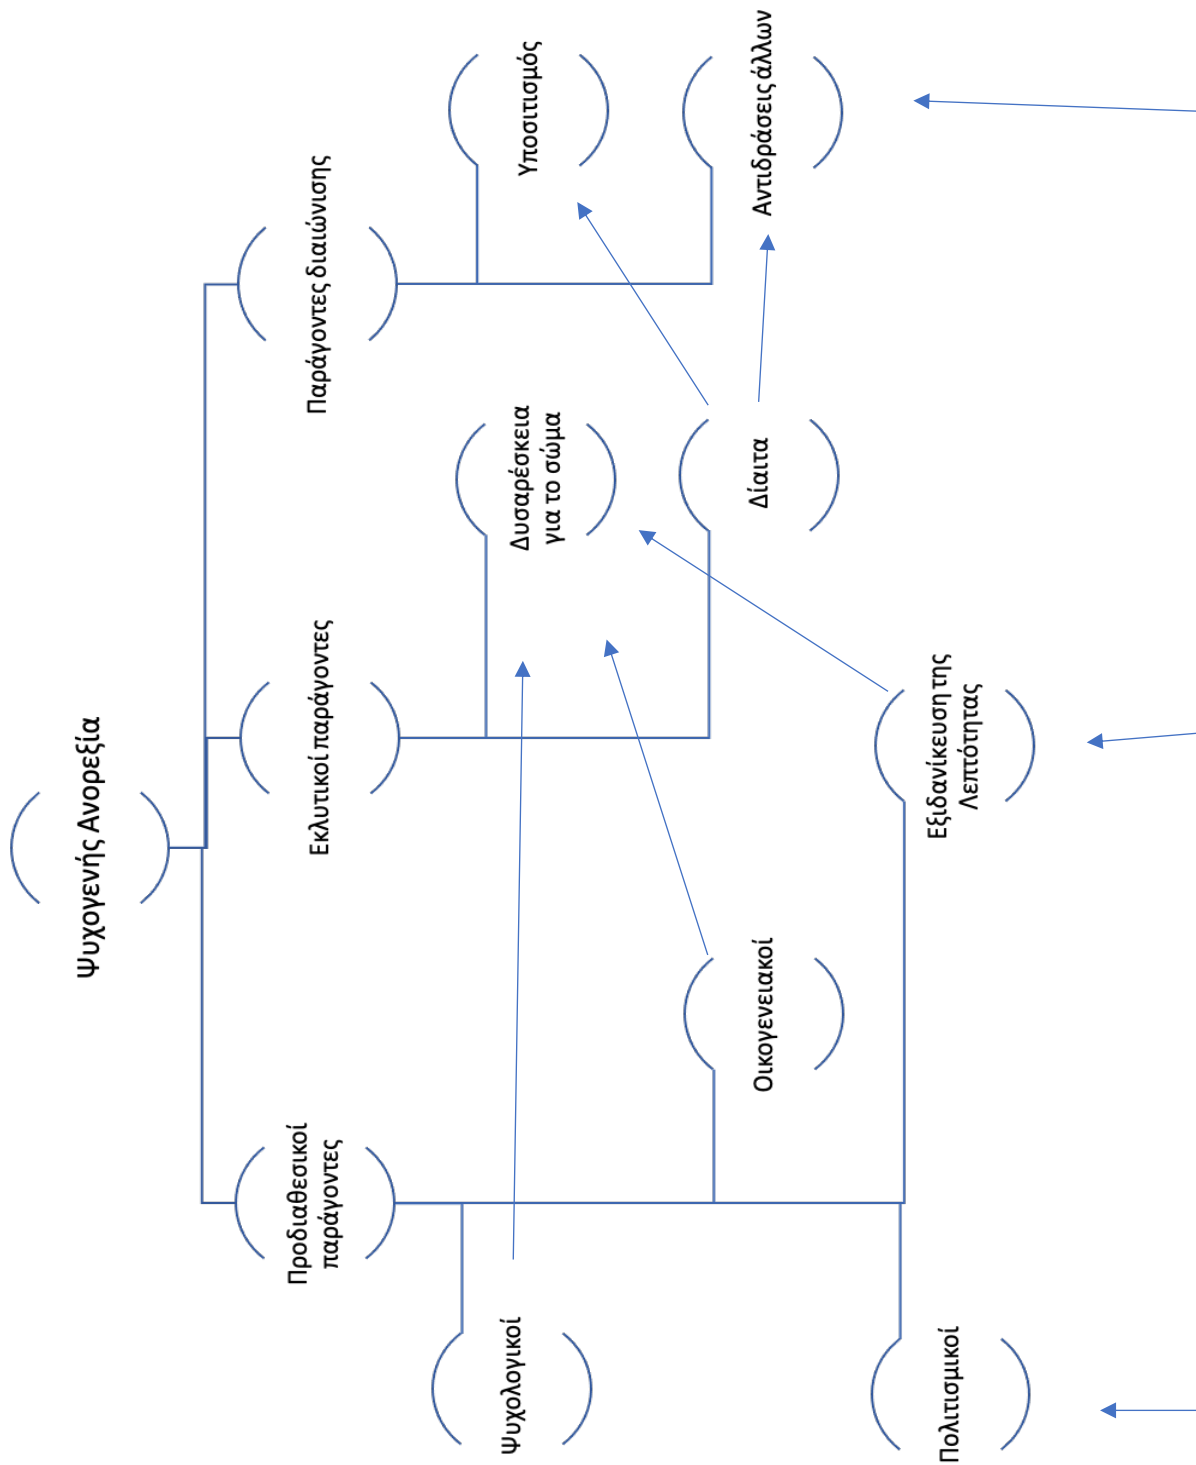 Ψυχογενής Ανορεξία
Προδιαθεσικοί
παράγοντες
Εκλυτικοί παράγοντες
Παράγοντες διαιώνισης
Ψυχολογικοί
Δυσαρέσκεια
για το σώμα
Υποσιτισμός
Οικογενειακοί
Δίαιτα
Αντιδράσεις άλλων
Πολιτισμικοί
Εξιδανίκευση της
Λεπτότητας